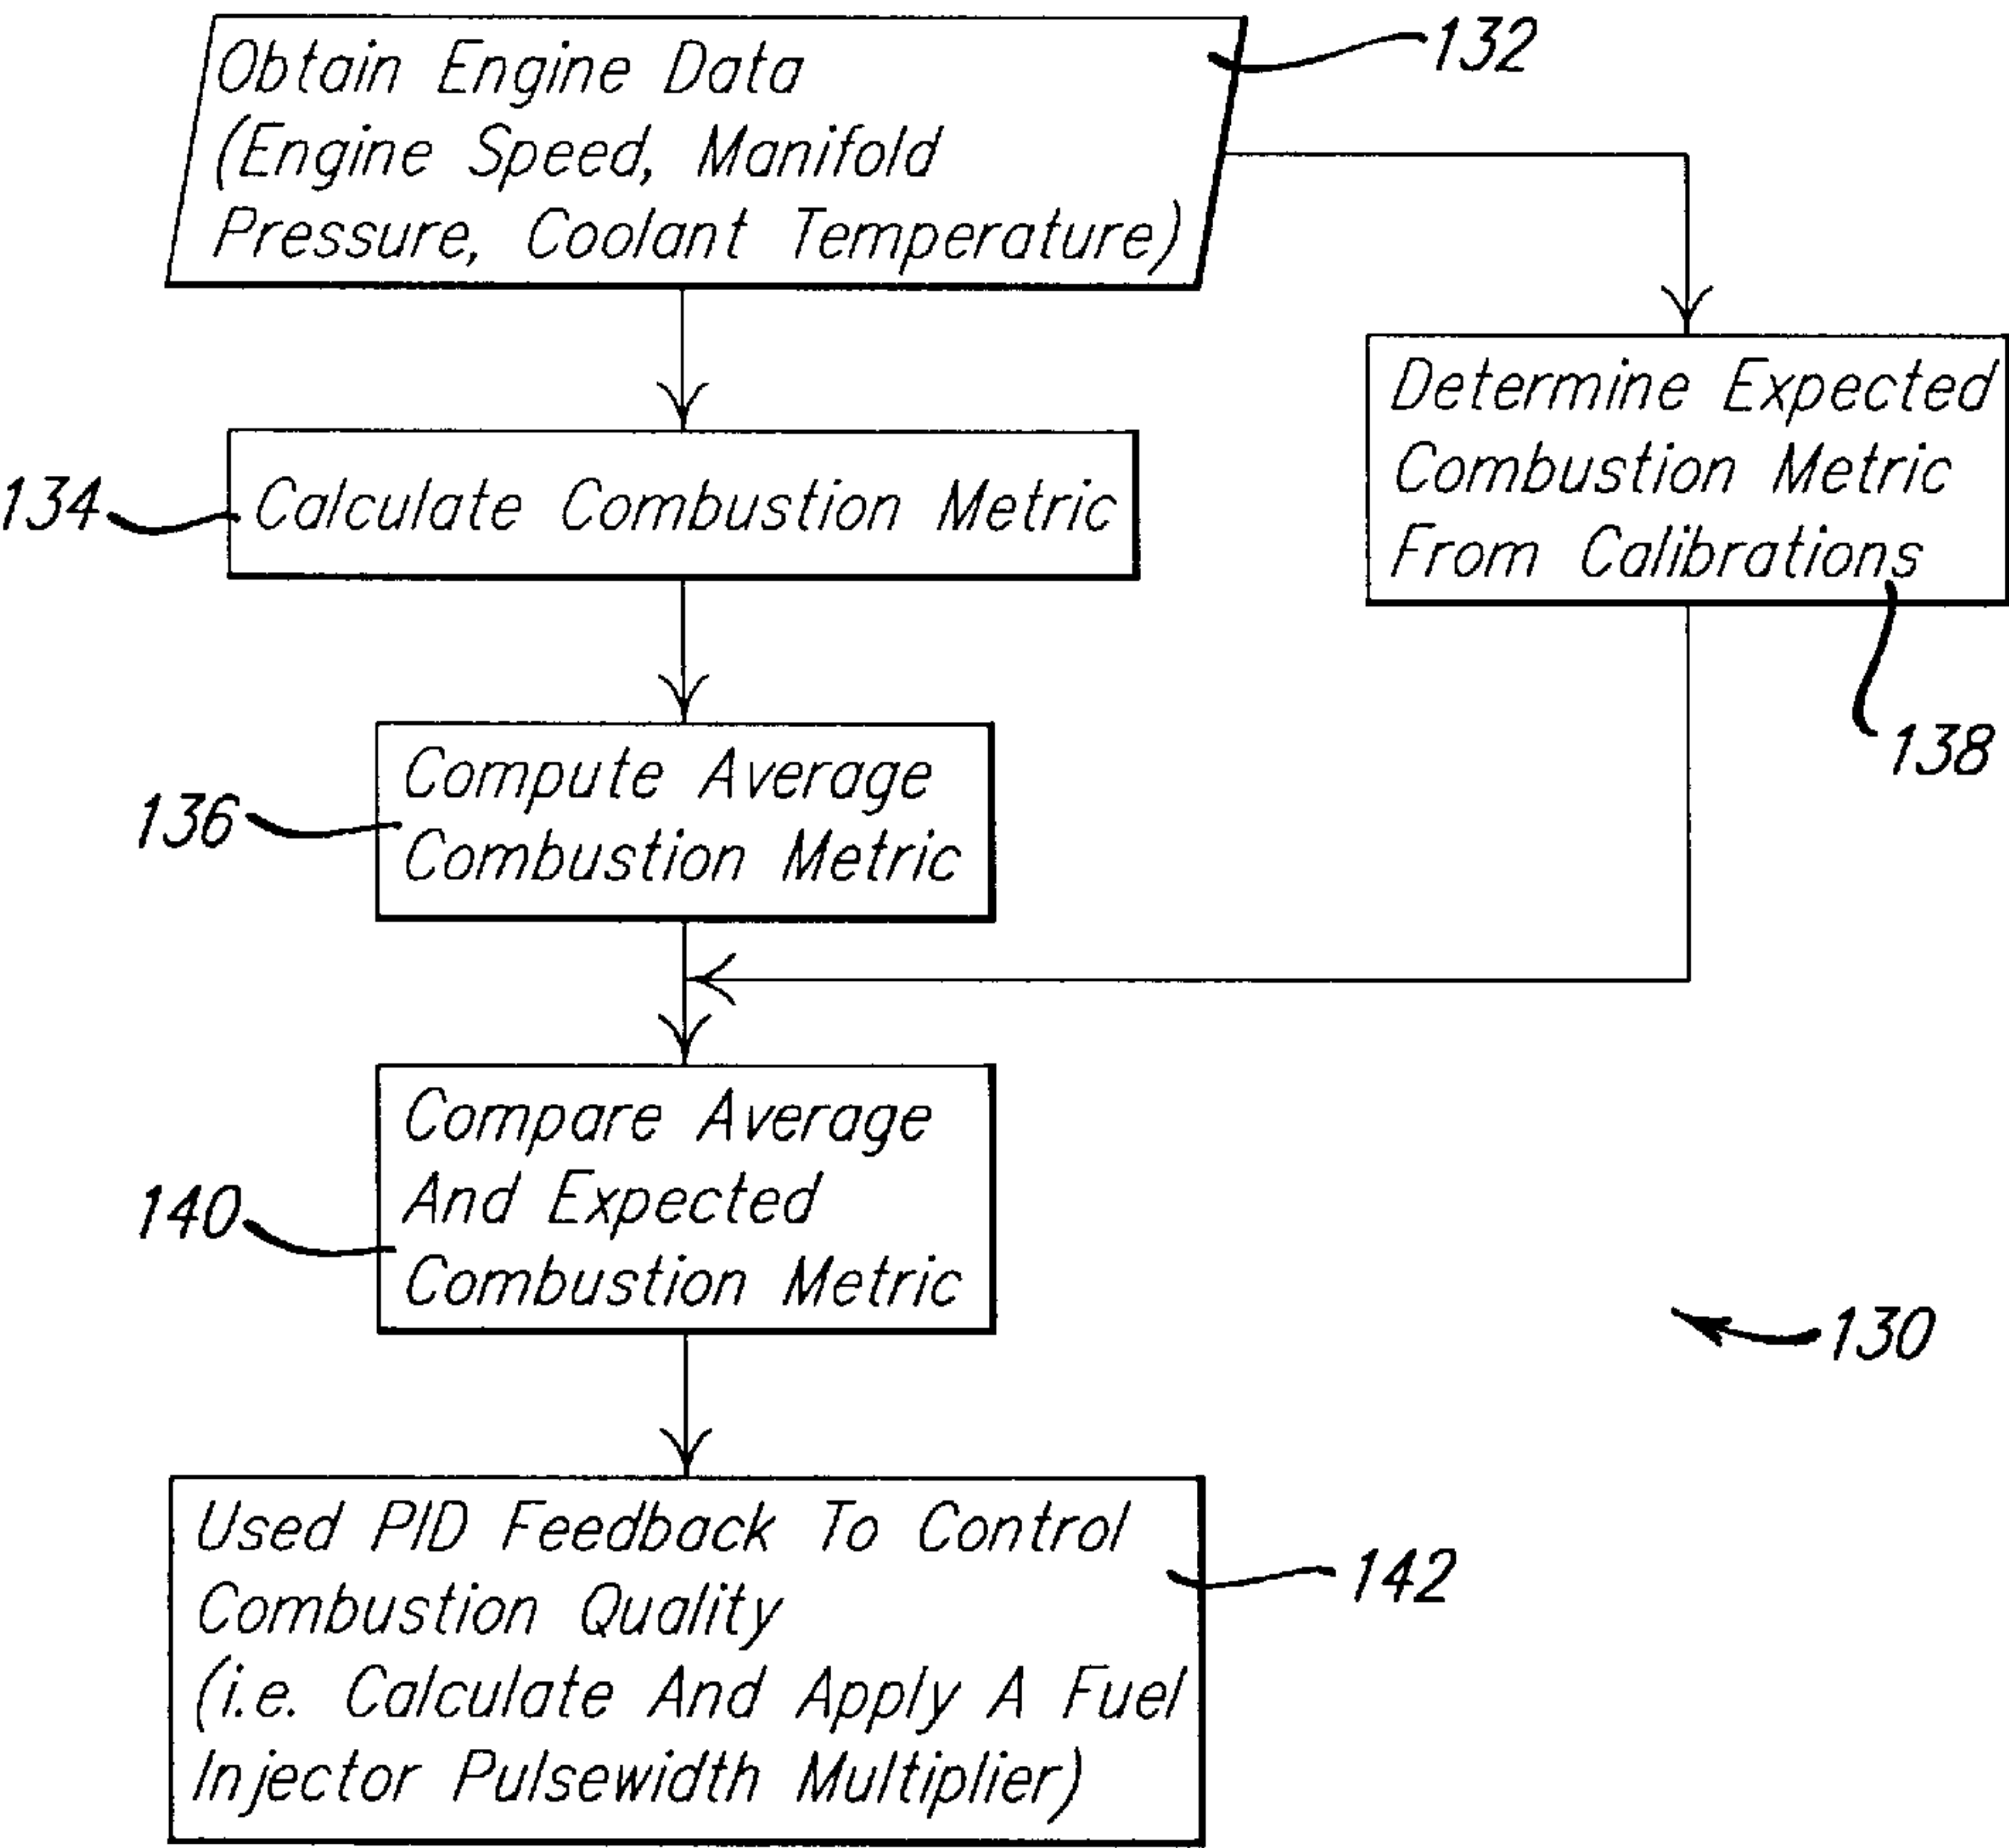 Obtain Engine Data
(Engine Speed, Manifold
Pressure, Coolant Temperature)
132
Determine Expected
Combustion Metric
From Calibrations
138
134
Calculate Combustion Metric
136
Compute Average
Combustion Metric
140
Compare Average
And Expected
Combustion Metric
130
Used PID Feedback To Control
Combustion Quality
(i.e. Calculate And Apply A Fuel
Injector Pulsewidth Multiplier)
142